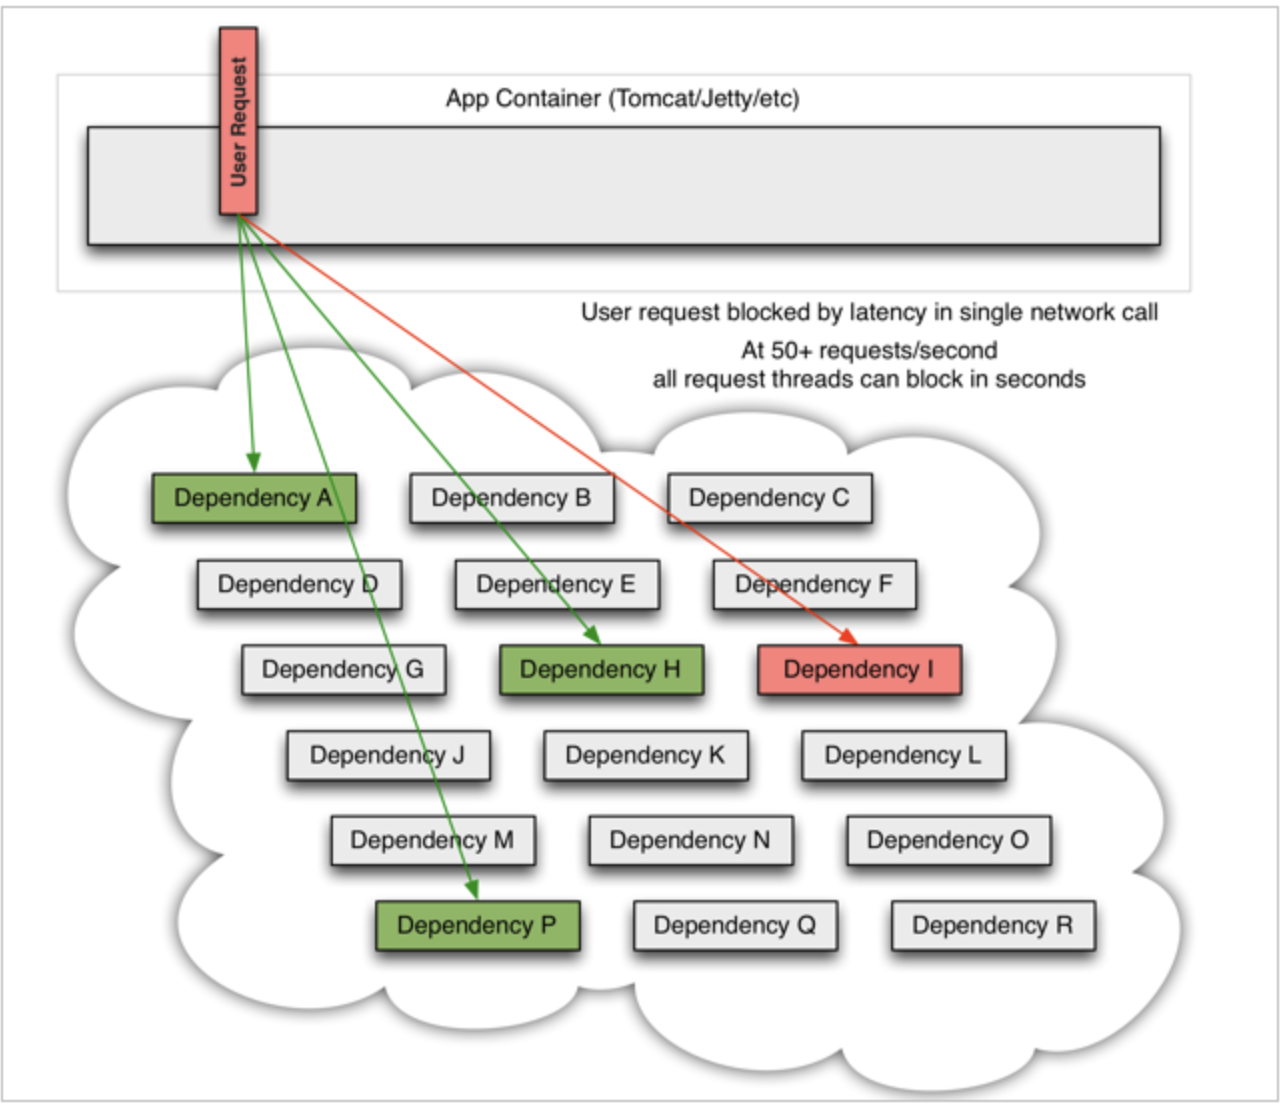 User Request
App Container (Tomcat/Jetty/etc)
User request blocked by latency in single network call
At 50+ requests/second
all request threads can block in seconds
Dependency A
Dependency B
Dependency C
Dependency D
Dependency E
Dependency F
Dependency G
Dependency H
Dependency I
Dependency J
Dependency K
Dependency L
Dependency M
Dependency N
Dependency O
Dependency P
Dependency Q
Dependency R